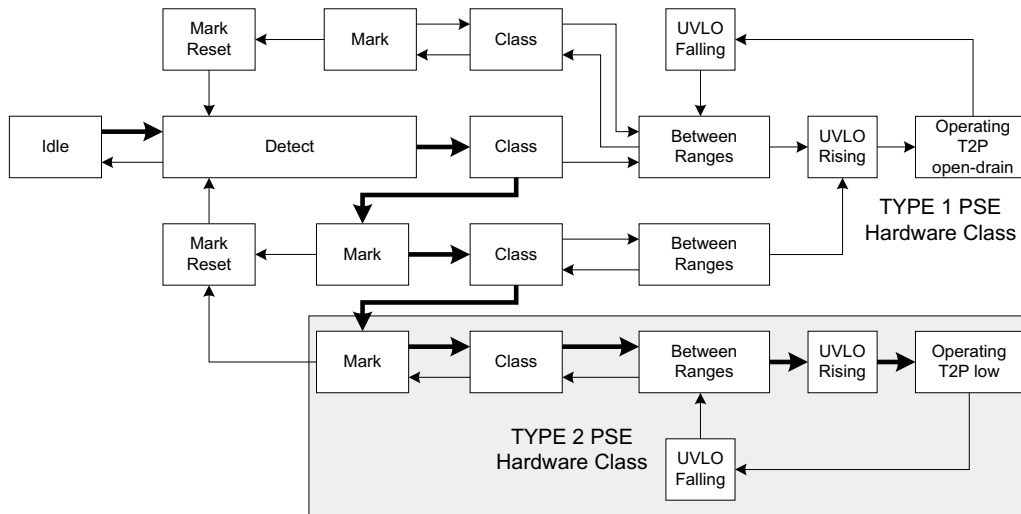 Mark
Reset
Mark
Class
UVLO
Falling
Idle
Detect
Class
Between
Ranges
UVLO
Rising
Operating
T2P
open-drain
TYPE 1 PSE
Hardware Class
Mark
Reset
Mark
Class
Between
Ranges
Mark
Class
Between
Ranges
UVLO
Rising
Operating
T2P low
TYPE 2 PSE
Hardware Class
UVLO
Falling